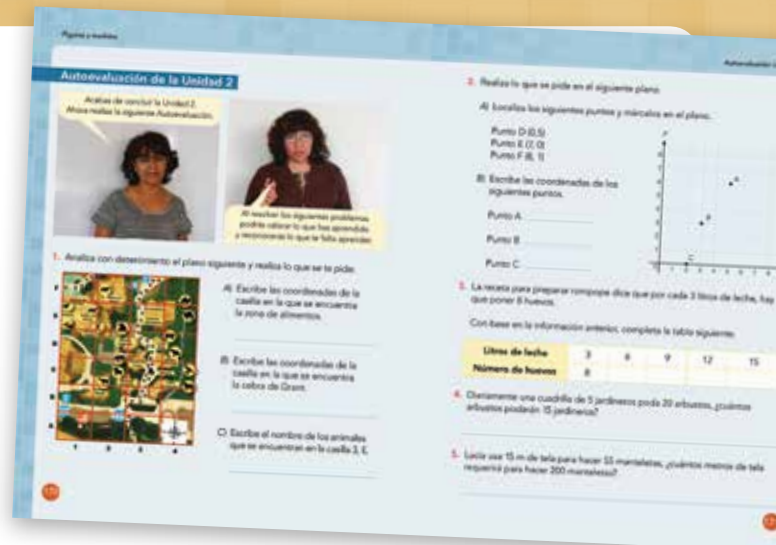 Figuras y medidas
Autoevaluación de la Unidad 2
Acabas de concluir la Unidad 2.
Ahora realiza la siguiente Autoevaluación.
Al resolver los siguientes problemas
podrás valorar lo que has aprendido
y reconocerás lo que te falta aprender.
1. Analiza con detenimiento el plano siguiente y realiza lo que se te pide:
A) Escribe las coordenadas de la
casilla en la que se encuentra
la zona de alimentos.
B) Escribe las coordenadas de la
casilla en la que se encuentra
la cebra de Grant.
C) Escribe el nombre de los animales
que se encuentran en la casilla 3, E.
1 2 3 4
Autoevaluación
2. Realiza lo que se pide en el siguiente plano.
A) Localiza los siguientes puntos y márcalos en el plano.
Punto D (0,5)
Punto E (7, 0)
Punto F (6, 1)
B) Escribe las coordenadas de los
siguientes puntos.
Punto A
Punto B
Punto C
3. La receta para preparar rompope dice que por cada 3 litros de leche, hay
que poner 8 huevos.
Con base en la información anterior, completa la tabla siguiente.
Litros de leche 3 6 9 12 15
Número de huevos 8
4. Diariamente una cuadrilla de 5 jardineros poda 20 arbustos, ¿cuántos
arbustos podarán 15 jardineros?
5. Lucía usa 15 m de tela para hacer 55 manteletas, ¿cuántos metros de tela
requerirá para hacer 200 manteletas?